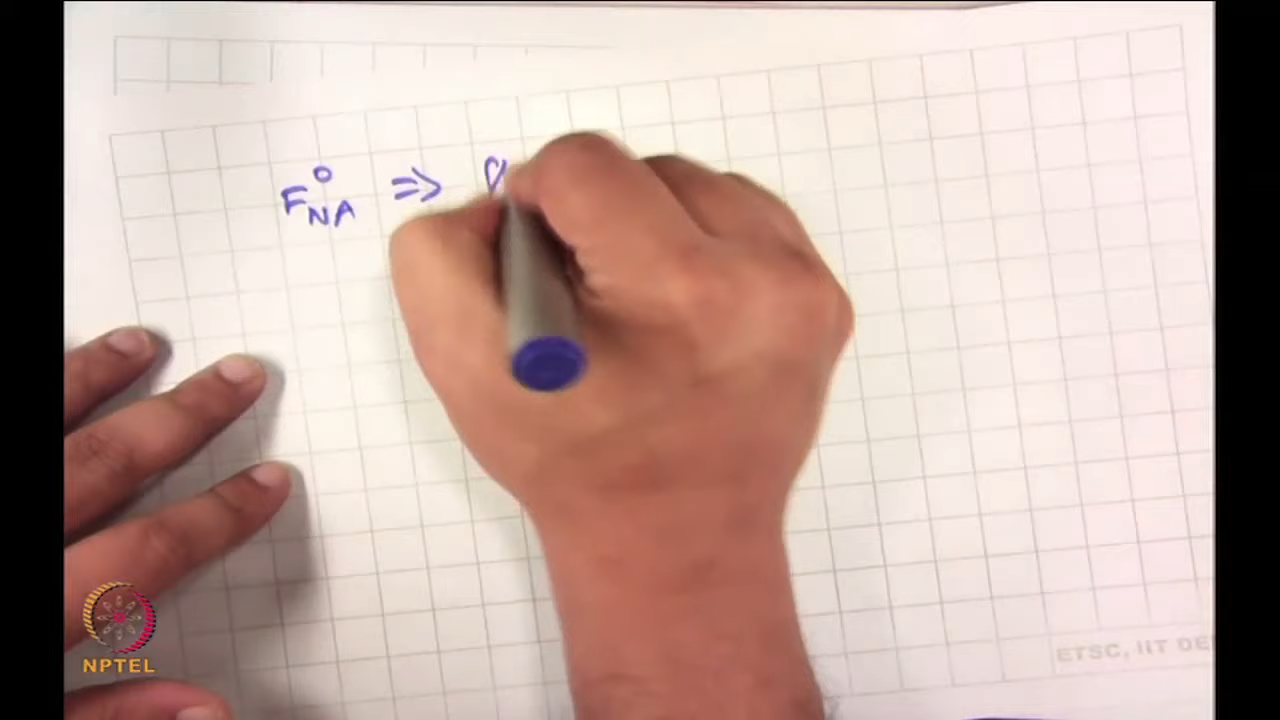 F°NA ⇒
ETSC, IIT DE
NPTEL